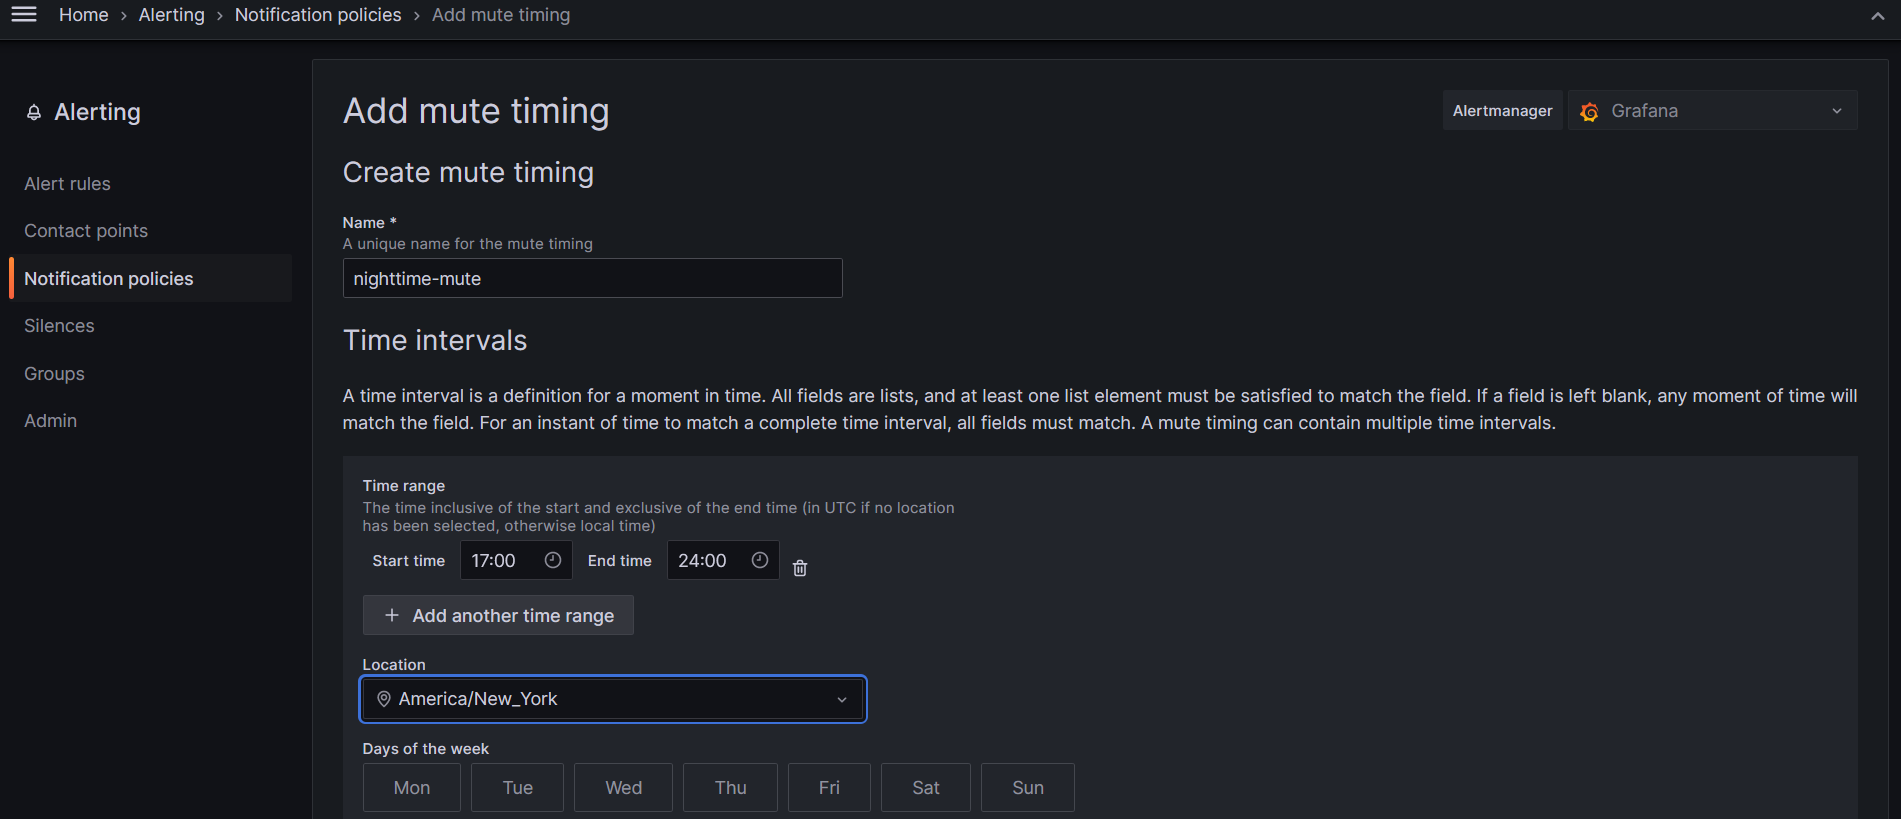 Home › Alerting › Notification policies › Add mute timing
Alerting
Alert rules
Contact points
Notification policies
Silences
Groups
Admin
Add mute timing
Alertmanager
Grafana
Create mute timing
Name *
A unique name for the mute timing
nighttime-mute
Time intervals
A time interval is a definition for a moment in time. All fields are lists, and at least one list element must be satisfied to match the field. If a field is left blank, any moment of time will
match the field. For an instant of time to match a complete time interval, all fields must match. A mute timing can contain multiple time intervals.
Time range
The time inclusive of the start and exclusive of the end time (in UTC if no location
has been selected, otherwise local time)
Start time 17:00 End time 24:00
+ Add another time range
Location
America/New_York
Days of the week
Mon Tue Wed Thu Fri Sat Sun